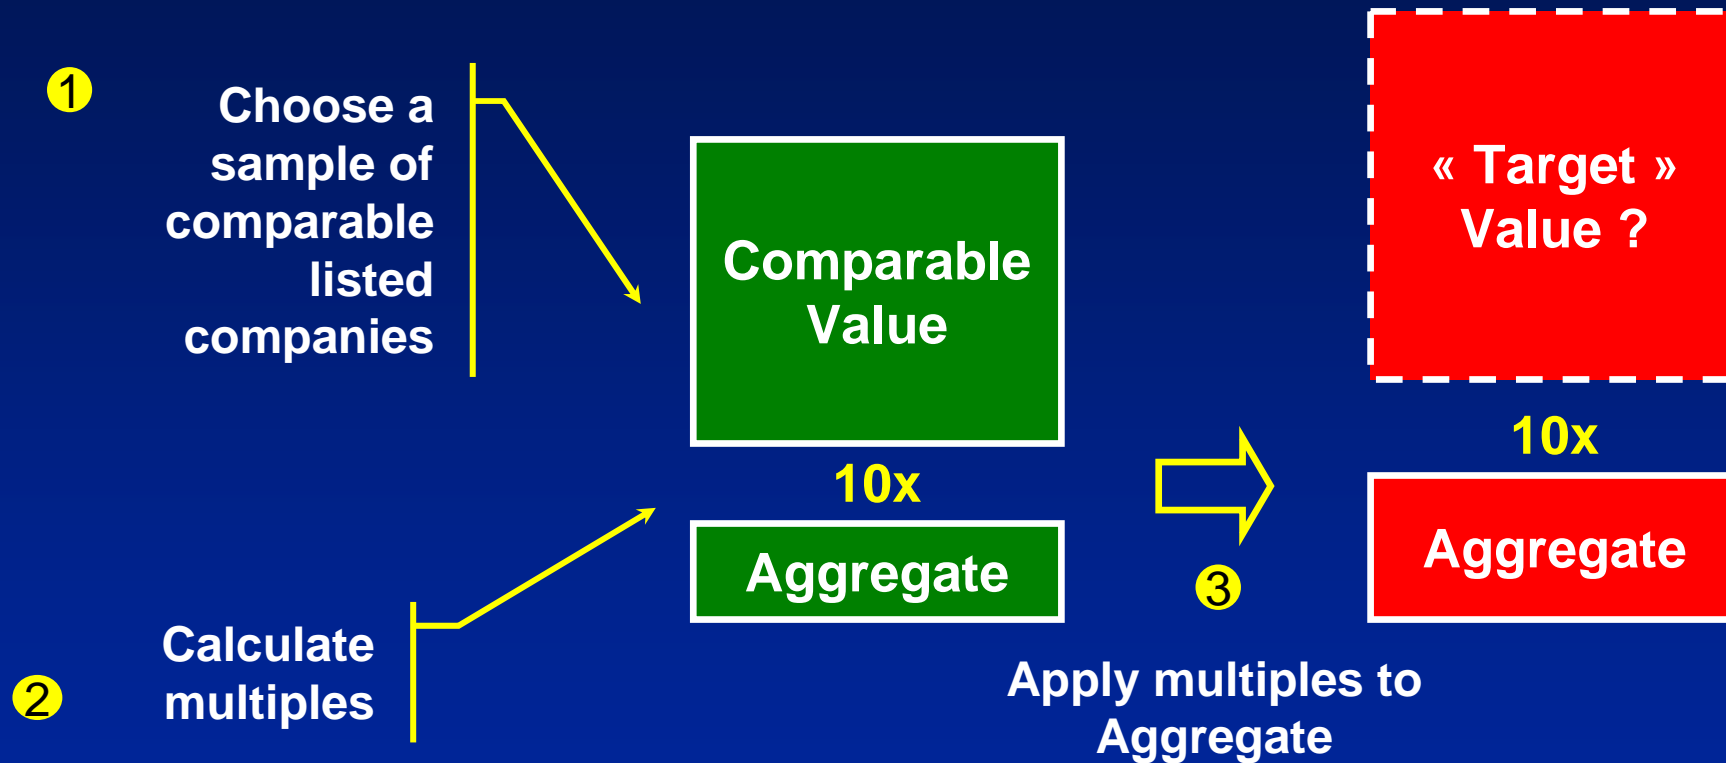 1
Choose a
sample of
comparable
listed
companies
Comparable
Value
10x
Aggregate
2
Calculate
multiples
3
Apply multiples to
Aggregate
« Target »
Value ?
10x
Aggregate